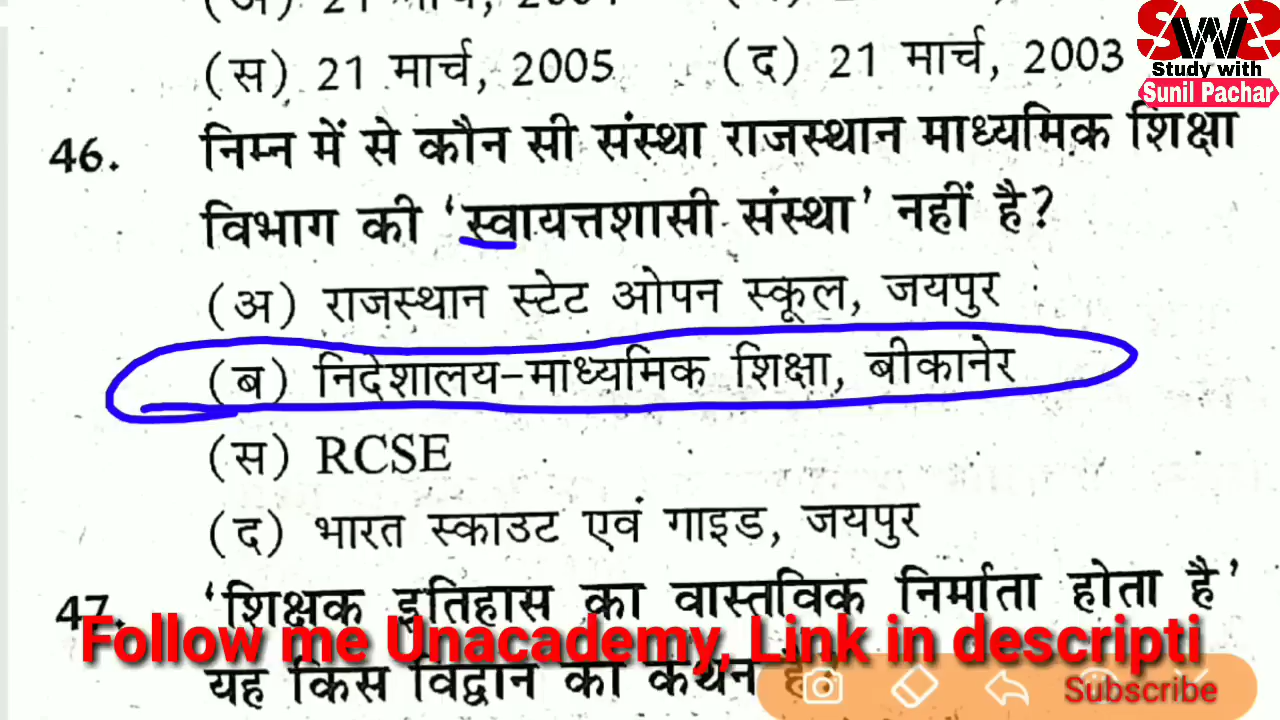 (स) 21 मार्च, 2005 (द) 21 मार्च, 2003
Study with
Sunil Pachar
46. निम्न में से कौन सी संस्था राजस्थान माध्यमिक शिक्षा
विभाग की ‘स्वायत्तशासी संस्था’ नहीं है?
(अ) राजस्थान स्टेट ओपन स्कूल, जयपुर
(ब) निदेशालय-माध्यमिक शिक्षा, बीकानेर
(स) RCSE
(द) भारत स्काउट एवं गाइड, जयपुर
47. ‘शिक्षक इतिहास का वास्तविक निर्माता होता है’
Follow me Unacademy, Link in descripti
यह किस विद्वान का कथन है?
Subscribe